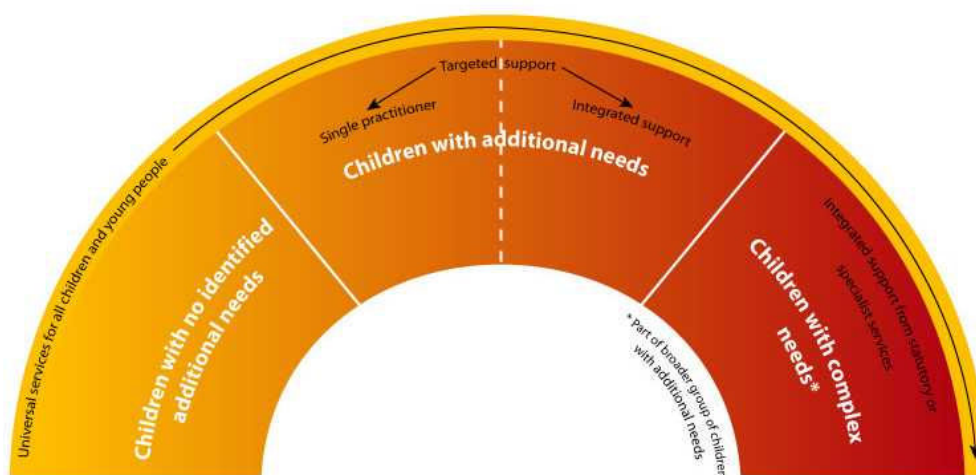 Universal services for all children and young people
Children with no identified
additional needs
Targeted support
Single practitioner
Integrated support
Children with additional needs
Integrated support from statutory or
specialist services
Children with complex
needs*
* Part of broader group of children
with additional needs